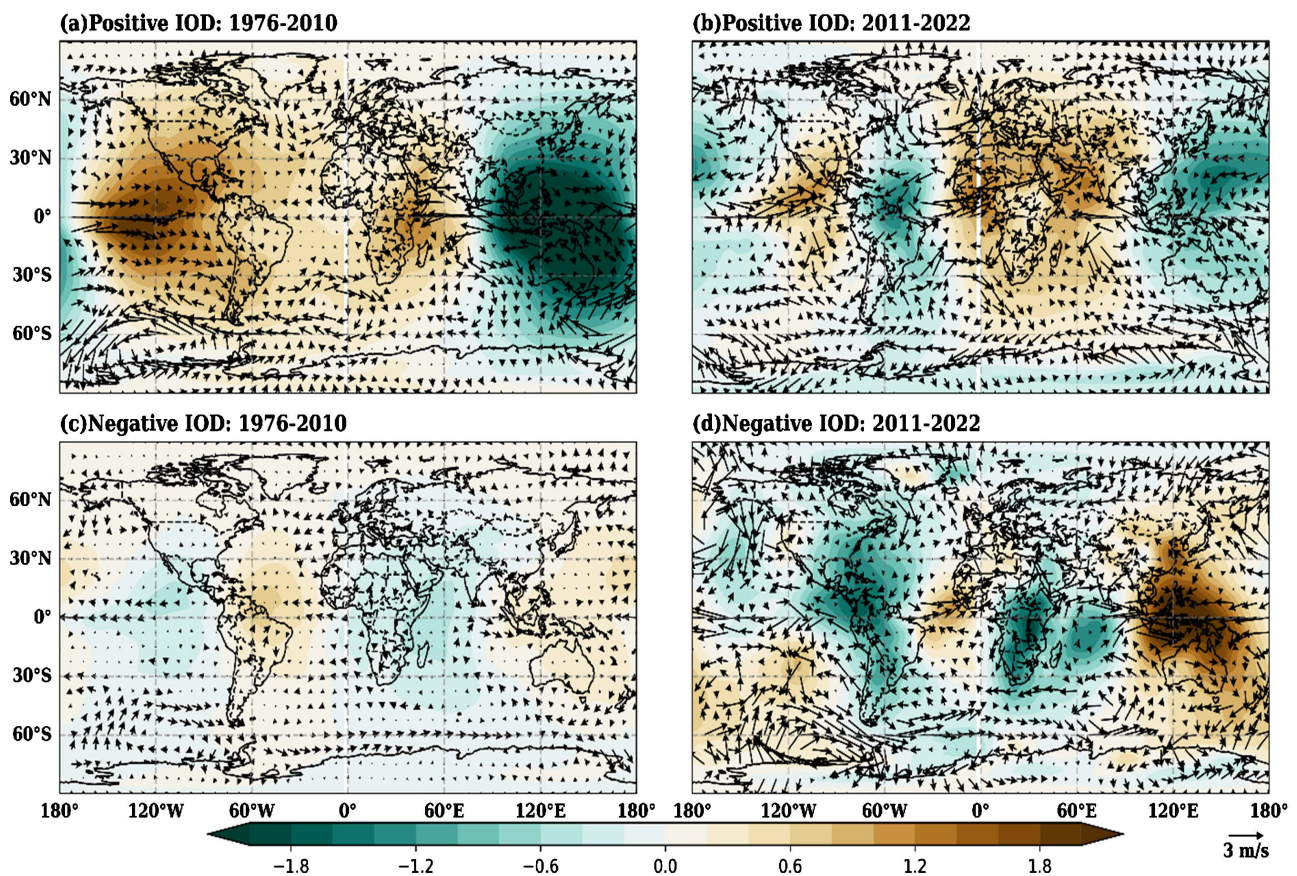 (a)Positive IOD: 1976-2010
(b)Positive IOD: 2011-2022
60°N
30°N
0°
30°S
60°S
(c)Negative IOD: 1976-2010
(d)Negative IOD: 2011-2022
60°N
30°N
0°
30°S
60°S
180° 120°W 60°W 0° 60°E 120°E 180° 180° 120°W 60°W 0° 60°E 120°E 180°
−1.8 −1.2 −0.6 0.0 0.6 1.2 1.8
3 m/s